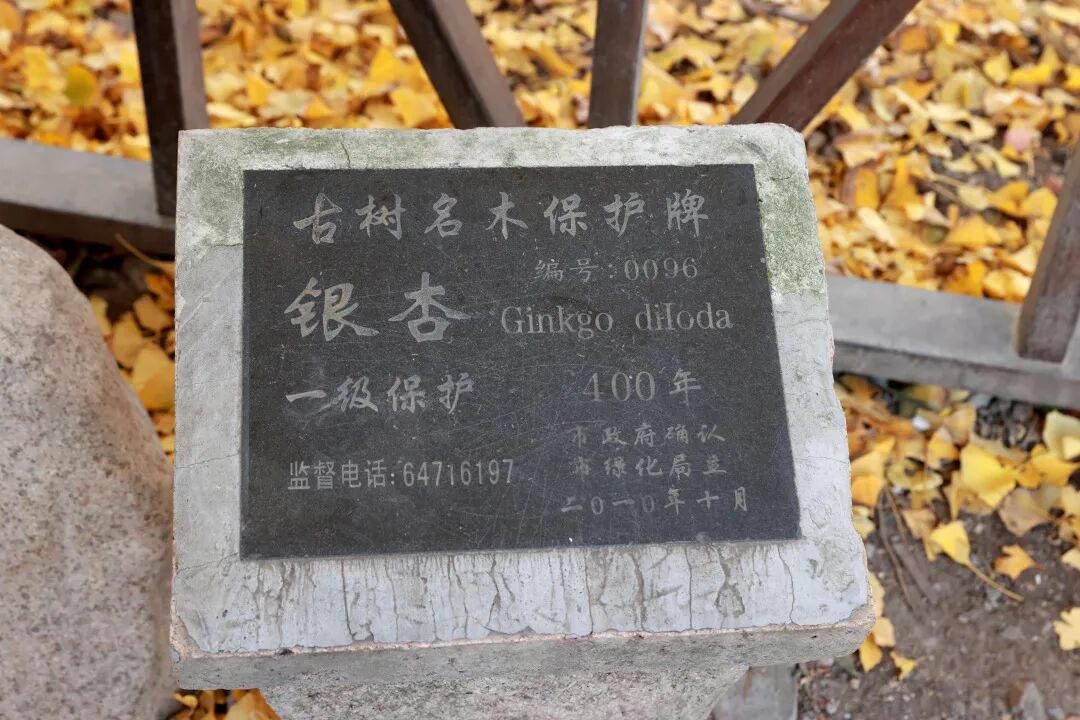 古树名木保护牌
编号:0096
银杏 Ginkgo diIoda
一级保护 400年
市政府确认
市绿化局立
监督电话:64716197
二0一0年十月